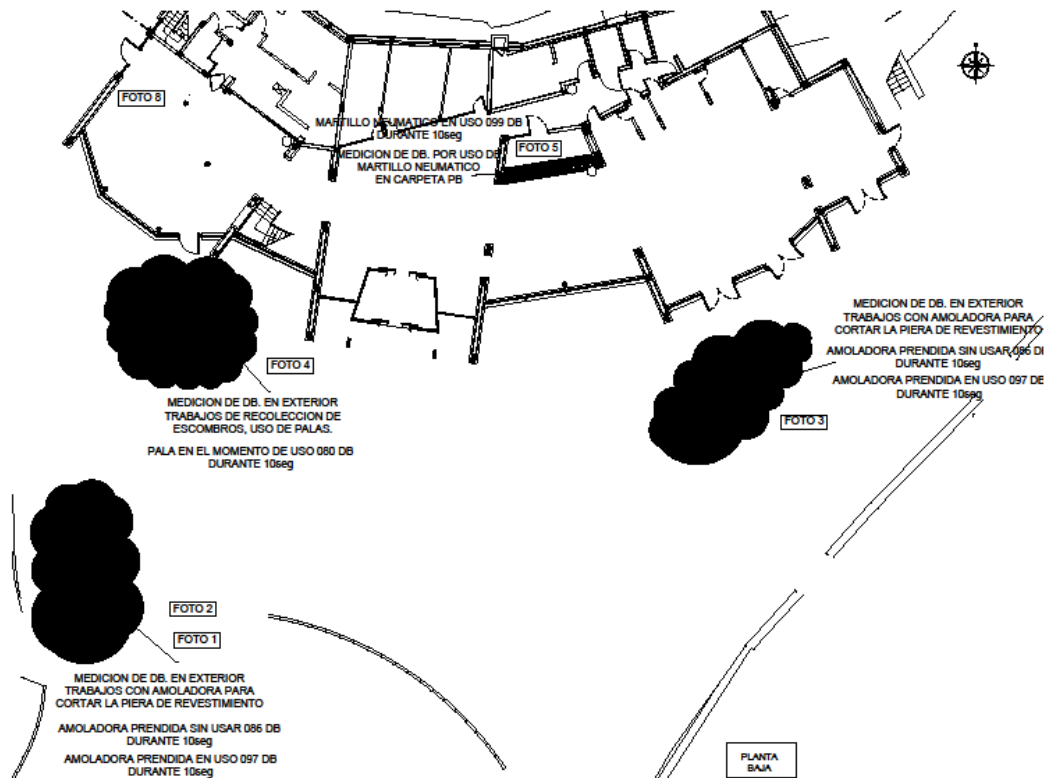 FOTO 8
MARTILLO NEUMATICO EN USO 099 DB
DURANTE 10seg
MEDICION DE DB. POR USO DE
MARTILLO NEUMATICO
EN CARPETA PB
FOTO 5
FOTO 4
MEDICION DE DB. EN EXTERIOR
TRABAJOS DE RECOLECCION DE
ESCOMBROS, USO DE PALAS.
PALA EN EL MOMENTO DE USO 080 DB
DURANTE 10seg
MEDICION DE DB. EN EXTERIOR
TRABAJOS CON AMOLADORA PARA
CORTAR LA PIERA DE REVESTIMIENTO
AMOLADORA PRENDIDA SIN USAR 086 D
DURANTE 10seg
AMOLADORA PRENDIDA EN USO 097 DB
DURANTE 10seg
FOTO 3
FOTO 2
FOTO 1
MEDICION DE DB. EN EXTERIOR
TRABAJOS CON AMOLADORA PARA
CORTAR LA PIERA DE REVESTIMIENTO
AMOLADORA PRENDIDA SIN USAR 086 DB
DURANTE 10seg
AMOLADORA PRENDIDA EN USO 097 DB
DURANTE 10seg
PLANTA
BAJA